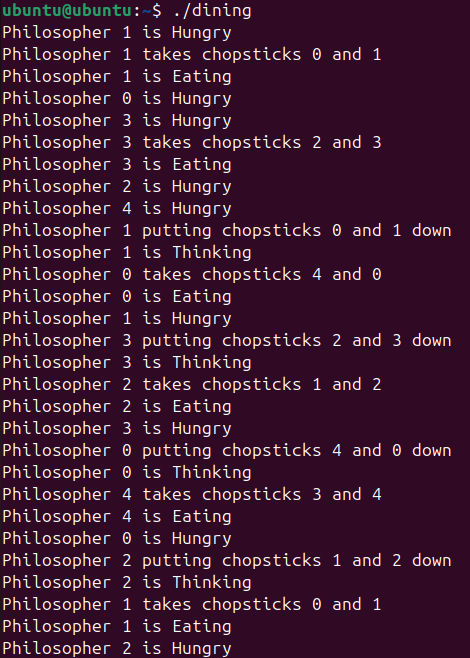 ubuntu@ubuntu:~$ ./dining
Philosopher 1 is Hungry
Philosopher 1 takes chopsticks 0 and 1
Philosopher 1 is Eating
Philosopher 0 is Hungry
Philosopher 3 is Hungry
Philosopher 3 takes chopsticks 2 and 3
Philosopher 3 is Eating
Philosopher 2 is Hungry
Philosopher 4 is Hungry
Philosopher 1 putting chopsticks 0 and 1 down
Philosopher 1 is Thinking
Philosopher 0 takes chopsticks 4 and 0
Philosopher 0 is Eating
Philosopher 1 is Hungry
Philosopher 3 putting chopsticks 2 and 3 down
Philosopher 3 is Thinking
Philosopher 2 takes chopsticks 1 and 2
Philosopher 2 is Eating
Philosopher 3 is Hungry
Philosopher 0 putting chopsticks 4 and 0 down
Philosopher 0 is Thinking
Philosopher 4 takes chopsticks 3 and 4
Philosopher 4 is Eating
Philosopher 0 is Hungry
Philosopher 2 putting chopsticks 1 and 2 down
Philosopher 2 is Thinking
Philosopher 1 takes chopsticks 0 and 1
Philosopher 1 is Eating
Philosopher 2 is Hungry